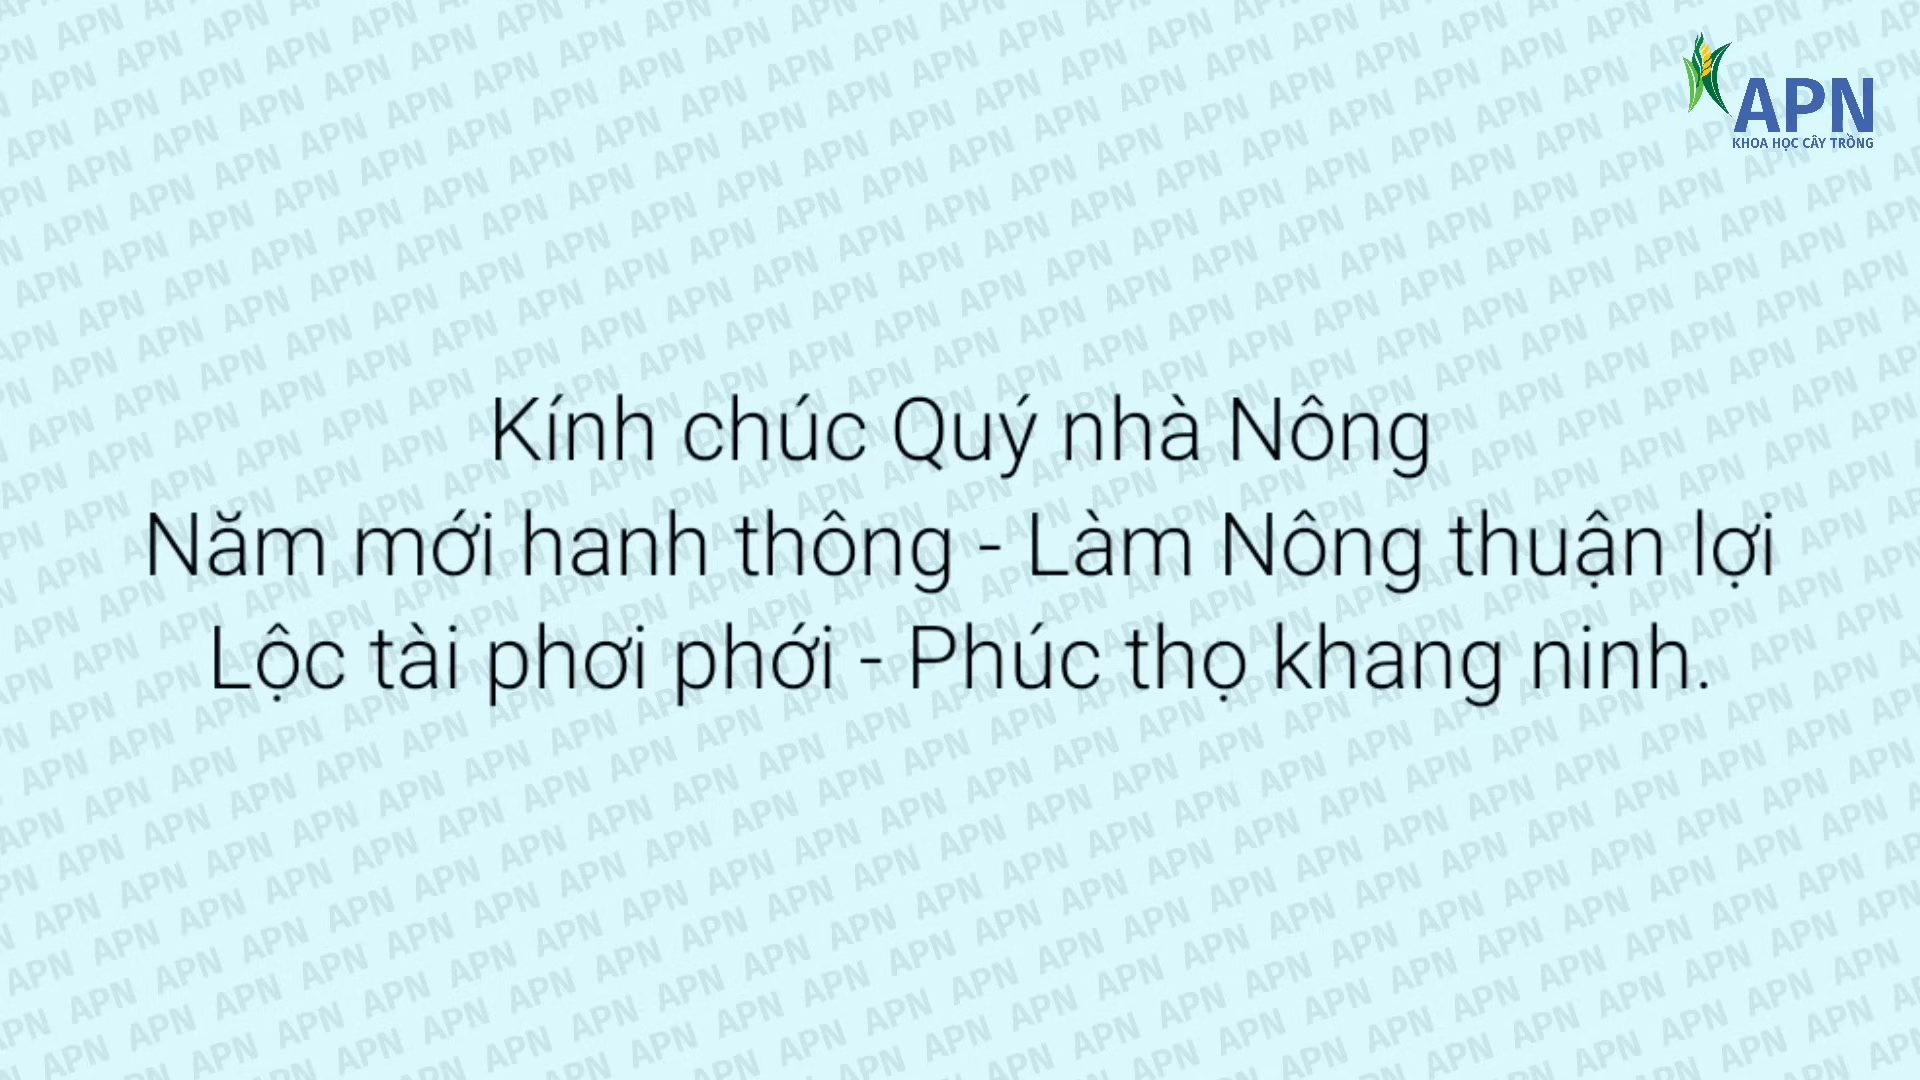 APN
KHOA HỌC CÂY TRỒNG
Kính chúc Quý nhà Nông
Năm mới hanh thông - Làm Nông thuận lợi
Lộc tài phơi phới - Phúc thọ khang ninh.